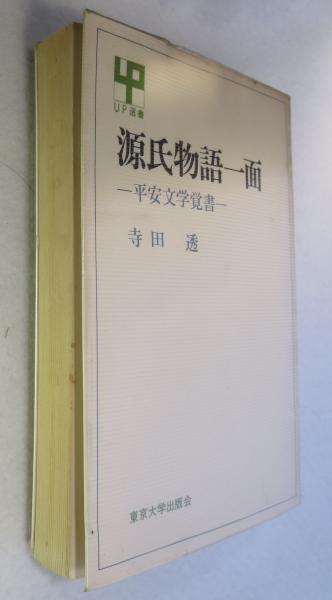 UP
UP選書
源氏物語一面
―平安文学覚書―
寺田 透
東京大学出版会